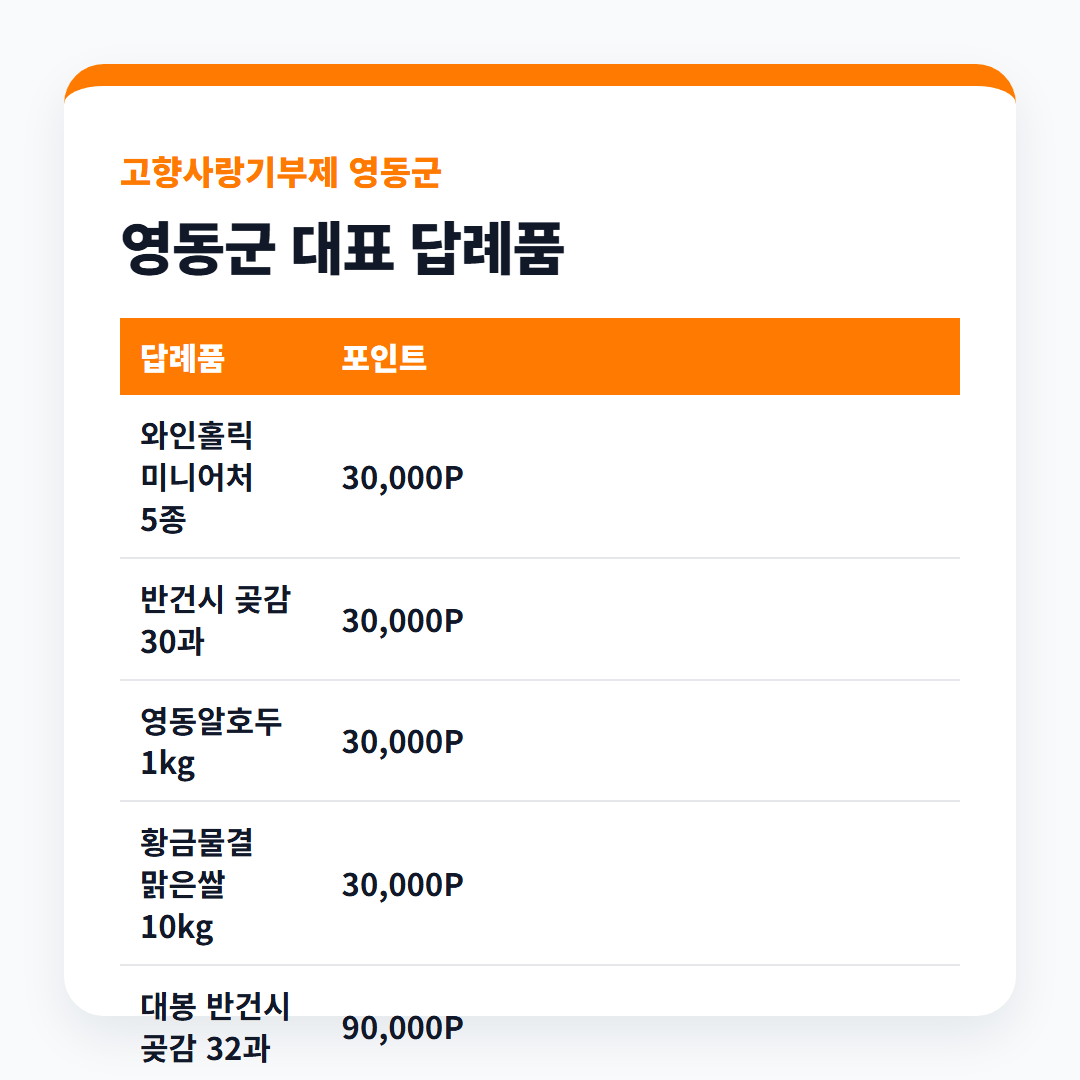 고향사랑기부제 영동군
영동군 대표 답례품
답례품 포인트
와인홀릭
미니어처
5종
30,000P
반건시 곶감
30과
30,000P
영동알호두
1kg
30,000P
황금물결
맑은쌀
10kg
30,000P
대봉 반건시
곶감 32과
90,000P